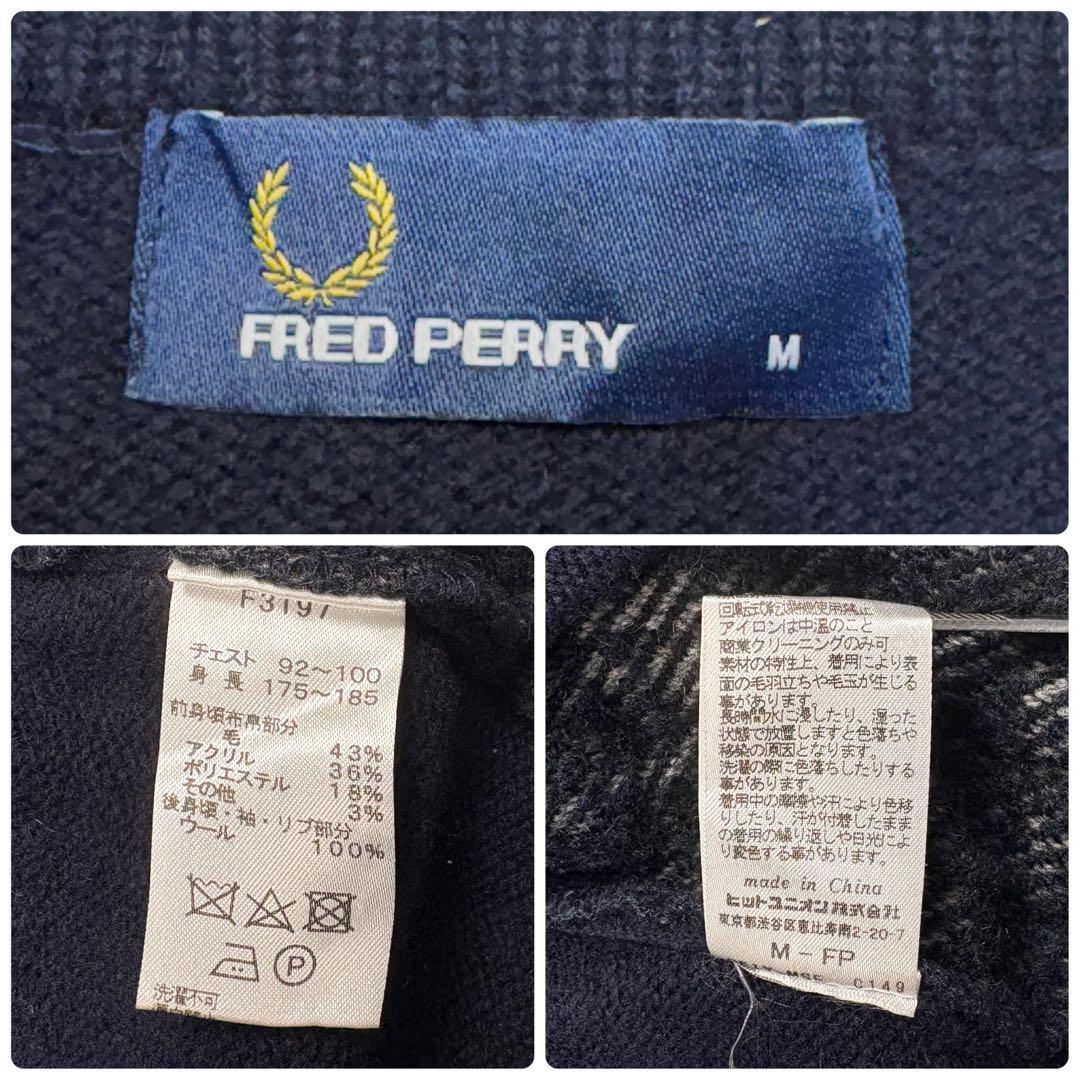 FRED PERRY M
F3197
チェスト 92～100
身長 175～185
前身頃布帛部分
毛 43%
アクリル 36%
ポリエステル 18%
その他 3%
後身頃・袖・リブ部分
ウール 100%
P
洗濯不可
回転式乾燥機使用禁止
アイロンは中温のこと
商業クリーニングのみ可
素材の特性上、着用により表
面の毛羽立ちや毛玉が生じる
事があります。
長時間水に浸したり、湿った
状態で放置しますと色落ちや
移染の原因となります。
洗濯の際に色落ちしたりする
事があります。
着用中の摩擦や汗により色移
りしたり、汗が付着したまま
の着用の繰り返しや日光によ
り変色する事があります。
made in China
ヒットユニオン株式会社
東京都渋谷区恵比寿南2-20-7
M-FP
C149